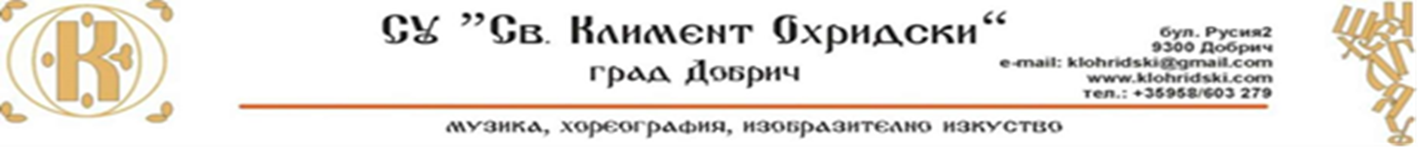 СУ ”Св. Климент Охридски“
град Добрич
бул. Русия2
9300 Добрич
e-mail: klohridski@gmail.com
www.klohridski.com
тел.: +35958/603 279
музика, хореография, изобразително изкуство
К